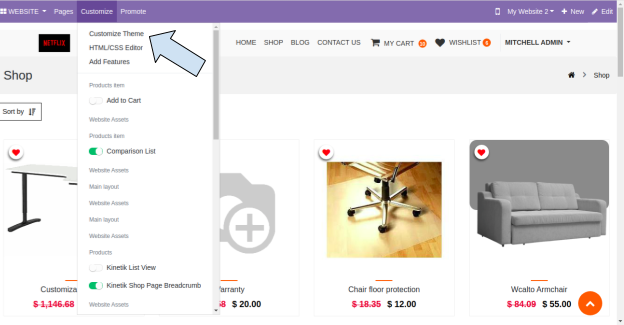 WEBSITE Pages Customize Promote My Website 2 New Edit
NETFLIX HOME SHOP BLOG CONTACT US MY CART WISHLIST MITCHELL ADMIN
Customize Theme
HTML/CSS Editor
Add Features
Shop
Shop
Products item
Add to Cart
Sort by
Website Assets
Products item
Comparison List
Website Assets
Main layout
Website Assets
Main layout
Website Assets
Products
Kinetik List View
Kinetik Shop Page Breadcrumb
Website Assets
Customiza
$ 1,146.68
arranty
$ 20.00
Chair floor protection
$ 18.35 $ 12.00
Wcalto Armchair
$ 84.09 $ 55.00